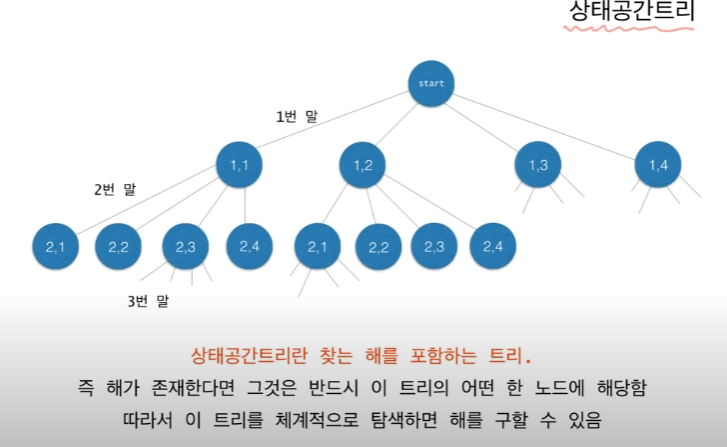 상태공간트리
start
1번 말
1,1
1,2
1,3
1,4
2번 말
2,1
2,2
2,3
2,4
2,1
2,2
2,3
2,4
3번 말
상태공간트리란 찾는 해를 포함하는 트리.
즉 해가 존재한다면 그것은 반드시 이 트리의 어떤 한 노드에 해당함
따라서 이 트리를 체계적으로 탐색하면 해를 구할 수 있음